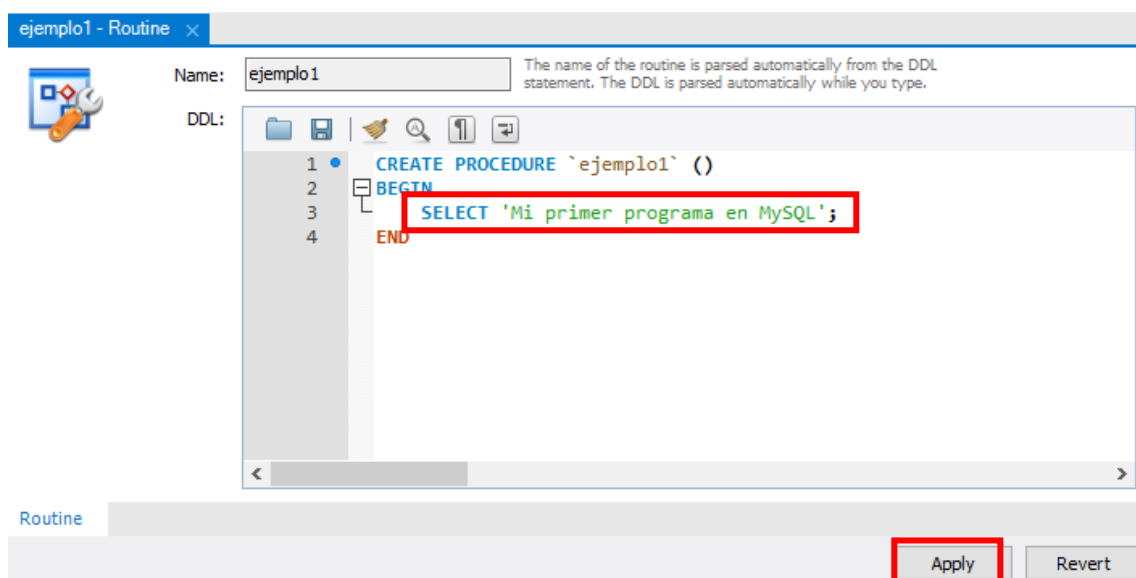 ejemplo1 - Routine ×
Name: ejemplo1
The name of the routine is parsed automatically from the DDL
statement. The DDL is parsed automatically while you type.
DDL:
1 CREATE PROCEDURE `ejemplo1` ()
2 BEGIN
3 SELECT 'Mi primer programa en MySQL';
4 END
Routine
Apply Revert